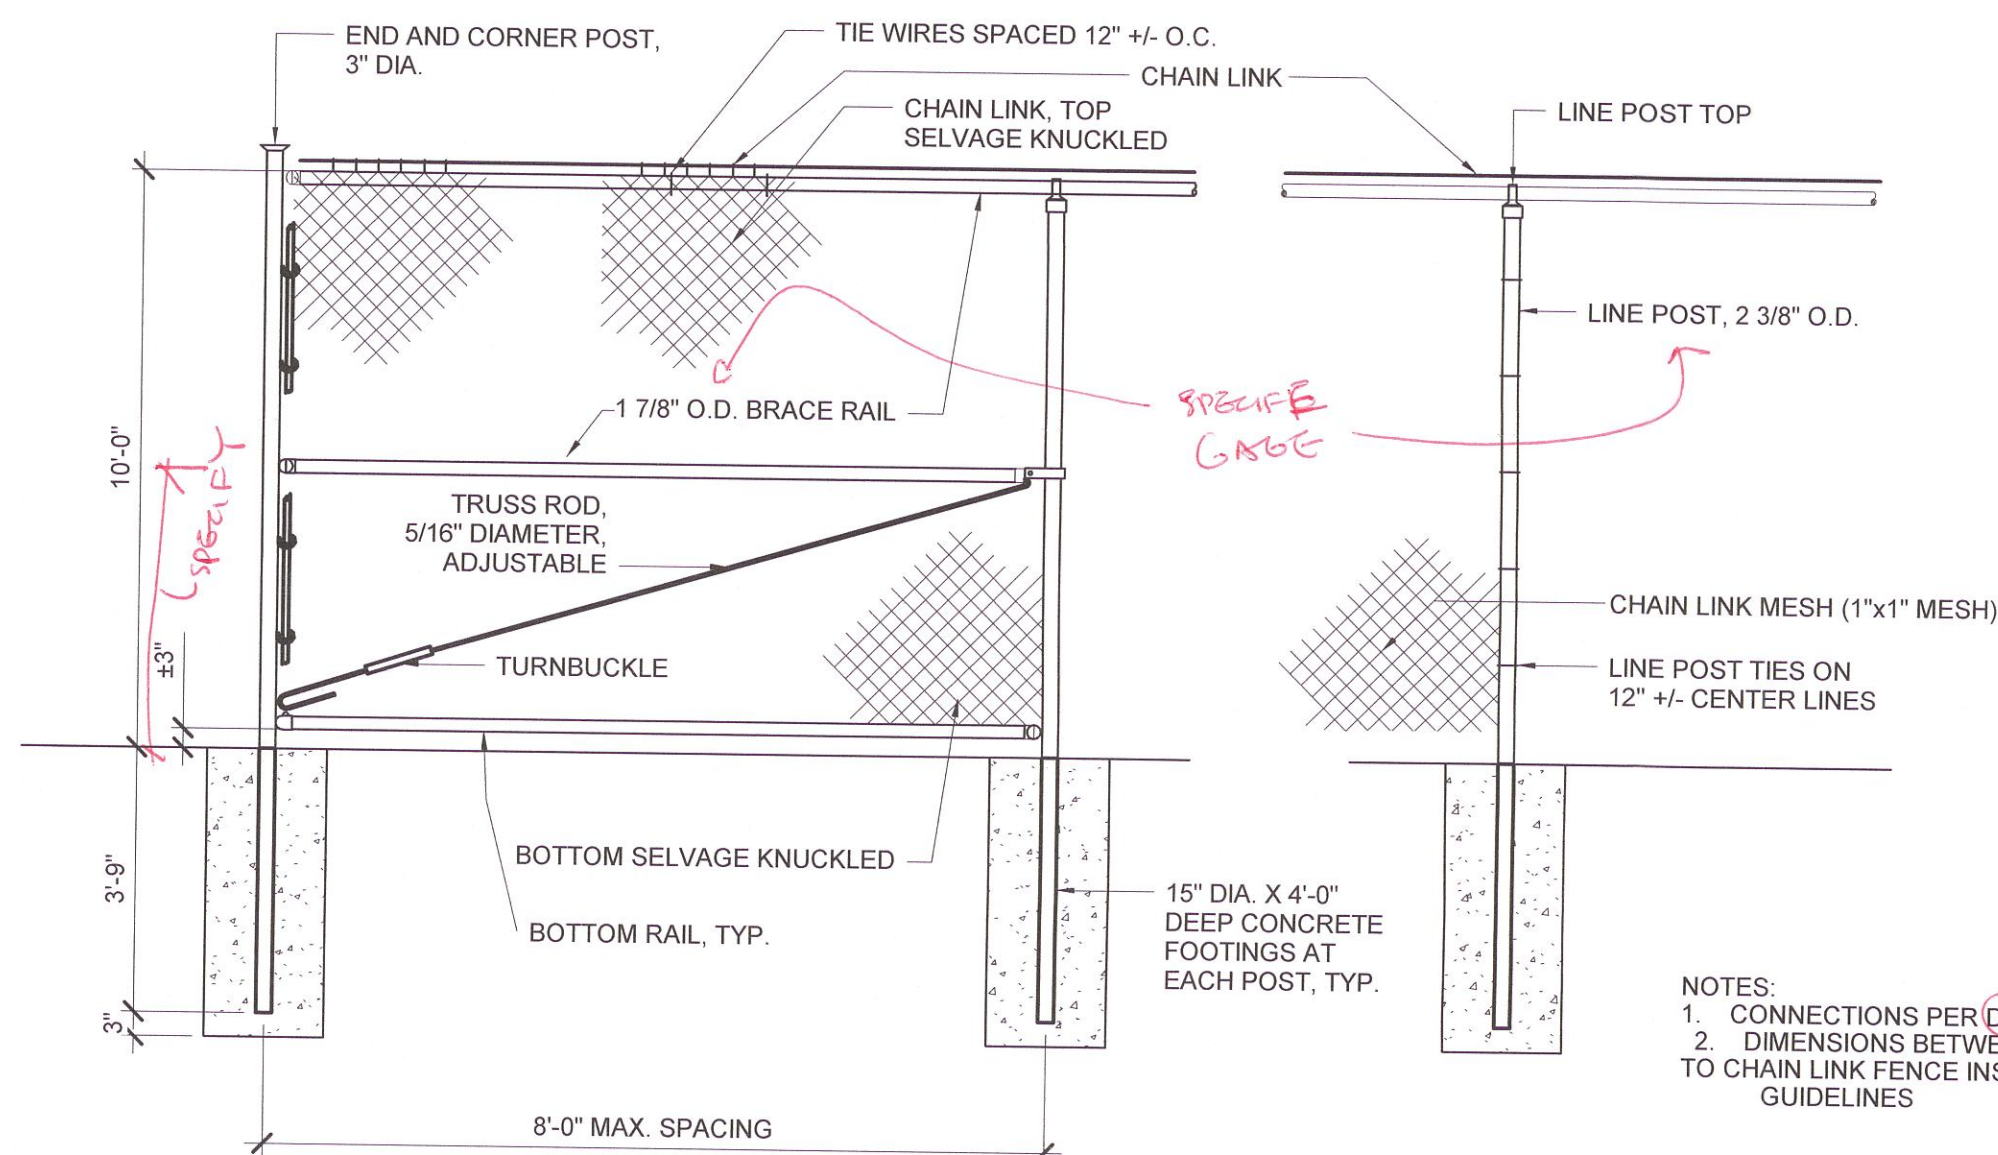 END AND CORNER POST,
3" DIA.
TIE WIRES SPACED 12" +/- O.C.
CHAIN LINK
CHAIN LINK, TOP
SELVAGE KNUCKLED
LINE POST TOP
LINE POST, 2 3/8" O.D.
1 7/8" O.D. BRACE RAIL
SPECIFE
GAGE
10'-0"
SPECIFY
TRUSS ROD,
5/16" DIAMETER,
ADJUSTABLE
CHAIN LINK MESH (1"x1" MESH)
±3"
TURNBUCKLE
LINE POST TIES ON
12" +/- CENTER LINES
BOTTOM SELVAGE KNUCKLED
3'-9"
15" DIA. X 4'-0"
DEEP CONCRETE
FOOTINGS AT
EACH POST, TYP.
BOTTOM RAIL, TYP.
3"
NOTES:
1. CONNECTIONS PER
2. DIMENSIONS BETWE
TO CHAIN LINK FENCE INS
GUIDELINES
8'-0" MAX. SPACING